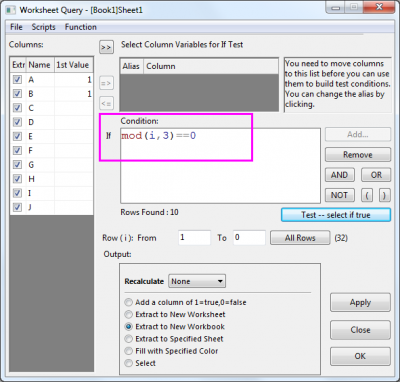 Worksheet Query - [Book1]Sheet1
File Scripts Function
Columns:
Extr Name 1st Value
A 1
B 1
C
D
E
F
G
H
I
J
>>
Select Column Variables for If Test
Alias Column
=>
<=
You need to move columns to this list before you can use them to build test conditions. You can change the alias by clicking.
Condition:
If
mod(i,3)==0
Add...
Remove
AND OR
NOT ( )
Rows Found : 10
Test -- select if true
Row ( i ): From 1 To 0 All Rows (32)
Output:
Recalculate None
Add a column of 1=true,0=false
Extract to New Worksheet
Extract to New Workbook
Extract to Specified Sheet
Fill with Specified Color
Select
Apply
Close
OK